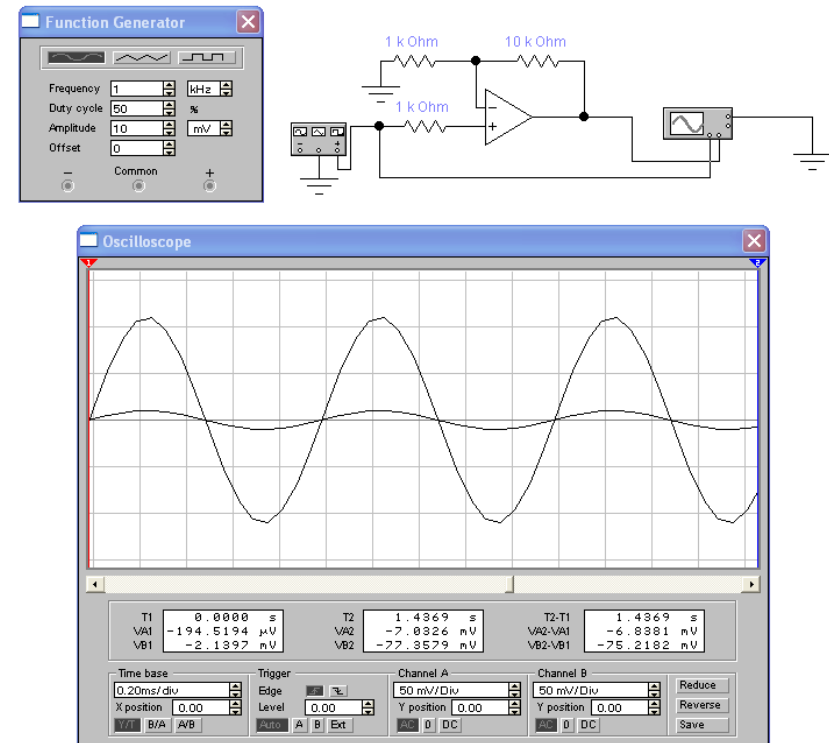 Function Generator
Frequency 1 kHz
Duty cycle 50 %
Amplitude 10 mV
Offset 0
− Common +
1 k Ohm 10 k Ohm
1 k Ohm
−
+
Oscilloscope
1 2
T1 0.0000 s T2 1.4369 s T2-T1 1.4369 s
VA1 -194.5194 µV VA2 -7.0326 mV VA2-VA1 -6.8381 mV
VB1 -2.1397 mV VB2 -77.3579 mV VB2-VB1 -75.2182 mV
Time base Trigger Channel A Channel B
0.20ms/div Edge 50 mV/Div 50 mV/Div Reduce
X position 0.00 Level 0.00 Y position 0.00 Y position 0.00 Reverse
Y/T B/A A/B Auto A B Ext AC 0 DC AC 0 DC Save